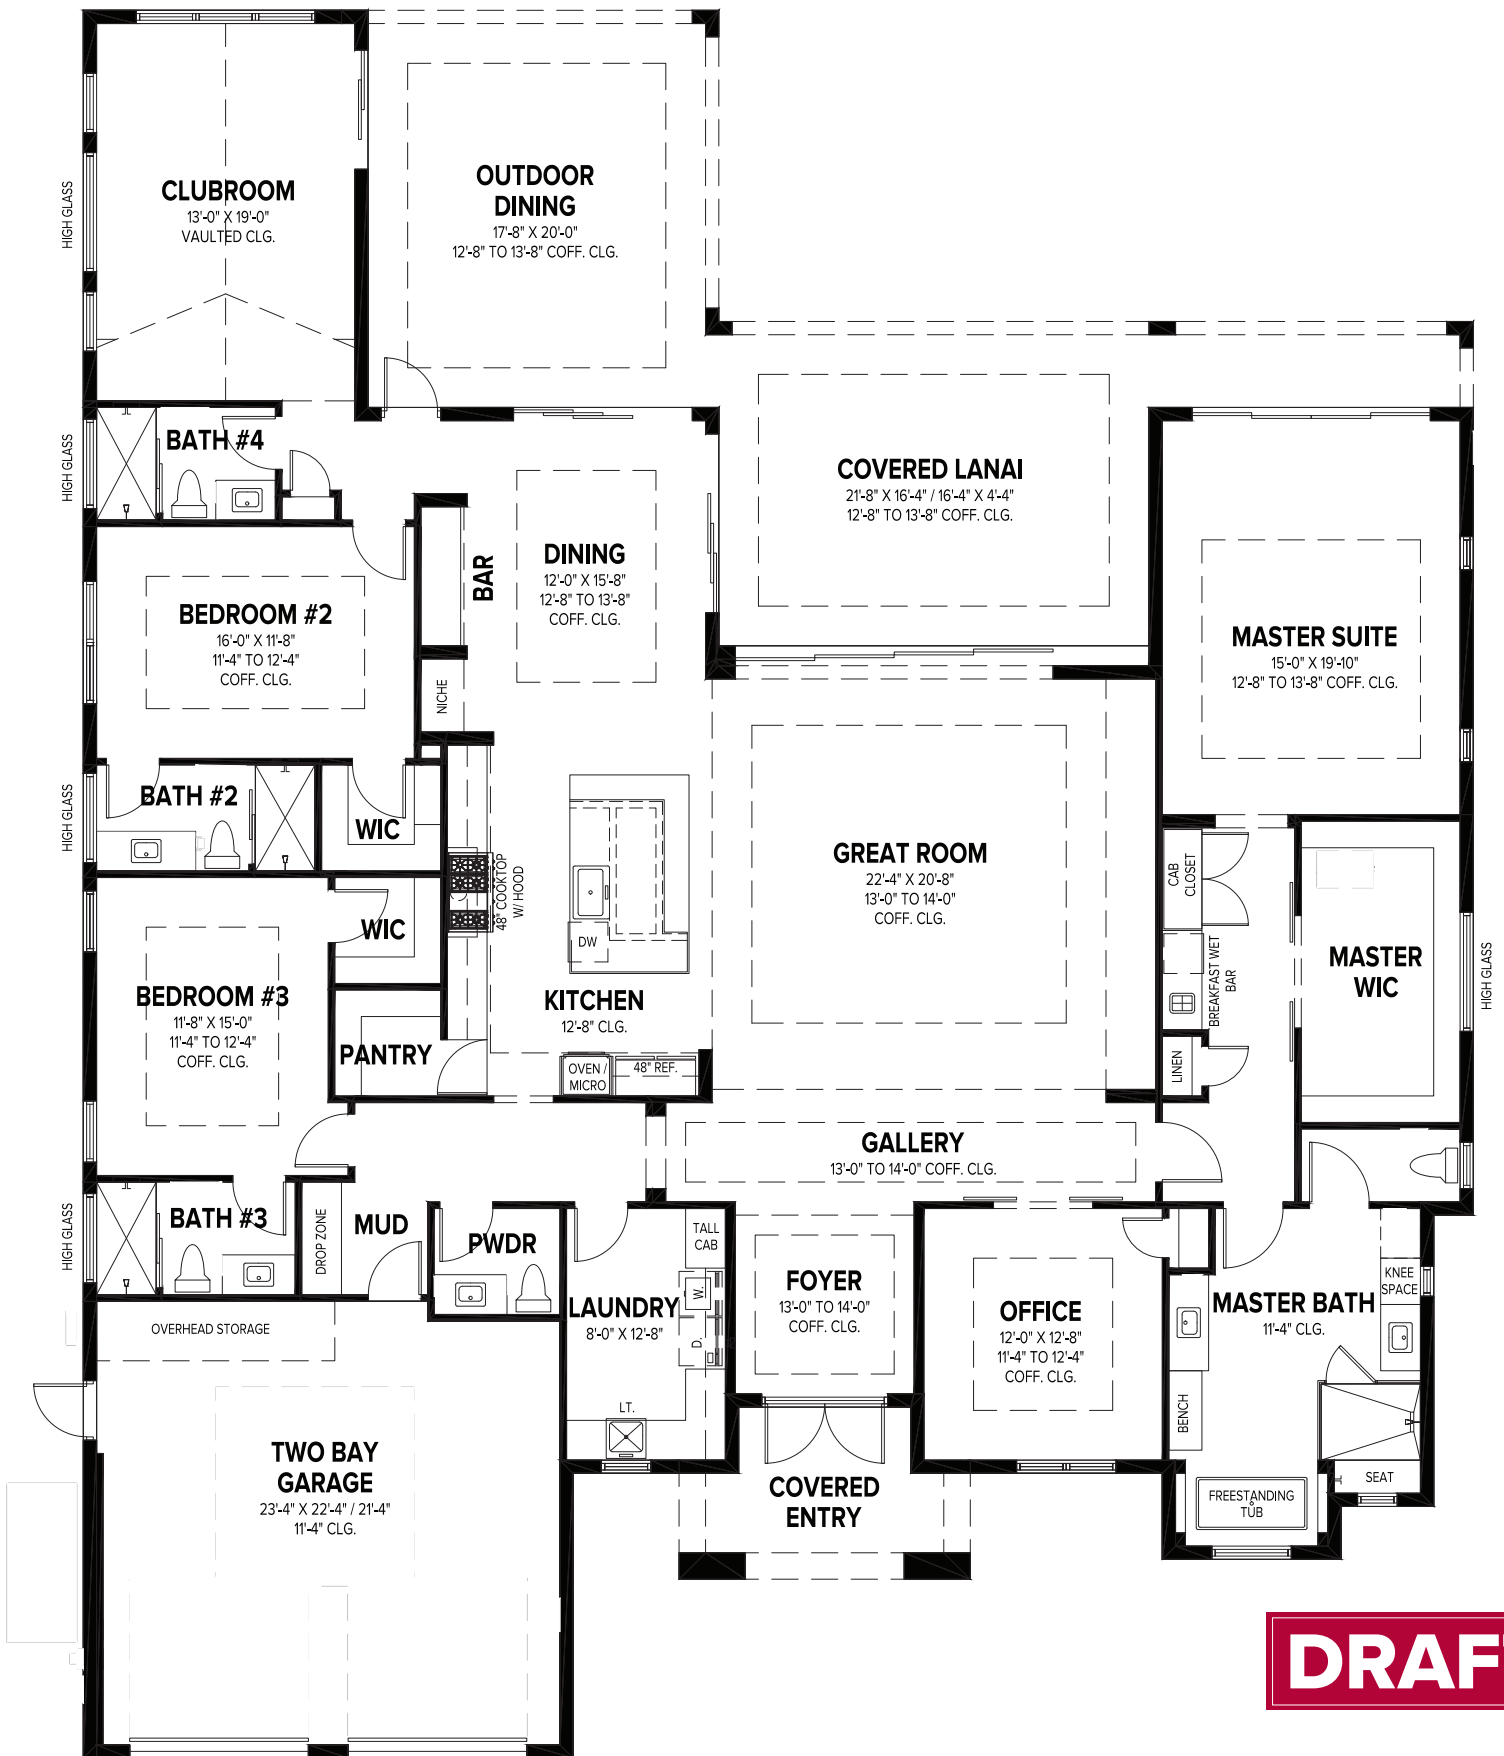 HIGH GLASS
CLUBROOM
13'-0" X 19'-0"
VAULTED CLG.
OUTDOOR
DINING
17'-8" X 20'-0"
12'-8" TO 13'-8" COFF. CLG.
HIGH GLASS
BATH #4
COVERED LANAI
21'-8" X 16'-4" / 16'-4" X 4'-4"
12'-8" TO 13'-8" COFF. CLG.
BAR
DINING
12'-0" X 15'-8"
12'-8" TO 13'-8"
COFF. CLG.
BEDROOM #2
16'-0" X 11'-8"
11'-4" TO 12'-4"
COFF. CLG.
MASTER SUITE
15'-0" X 19'-10"
12'-8" TO 13'-8" COFF. CLG.
NICHE
HIGH GLASS
BATH #2
WIC
48" COOKTOP
W/ HOOD
GREAT ROOM
22'-4" X 20'-8"
13'-0" TO 14'-0"
COFF. CLG.
CAB
CLOSET
WIC
DW
BREAKFAST WET
BAR
MASTER
WIC
HIGH GLASS
BEDROOM #3
11'-8" X 15'-0"
11'-4" TO 12'-4"
COFF. CLG.
KITCHEN
12'-8" CLG.
PANTRY
OVEN /
MICRO
48" REF.
LINEN
GALLERY
13'-0" TO 14'-0" COFF. CLG.
HIGH GLASS
BATH #3
DROP ZONE
MUD
PWDR
TALL
CAB
LAUNDRY
8'-0" X 12'-8"
W.
D.
LT.
FOYER
13'-0" TO 14'-0"
COFF. CLG.
OFFICE
12'-0" X 12'-8"
11'-4" TO 12'-4"
COFF. CLG.
MASTER BATH
11'-4" CLG.
KNEE
SPACE
BENCH
SEAT
FREESTANDING
TUB
OVERHEAD STORAGE
TWO BAY
GARAGE
23'-4" X 22'-4" / 21'-4"
11'-4" CLG.
COVERED
ENTRY
DRAF